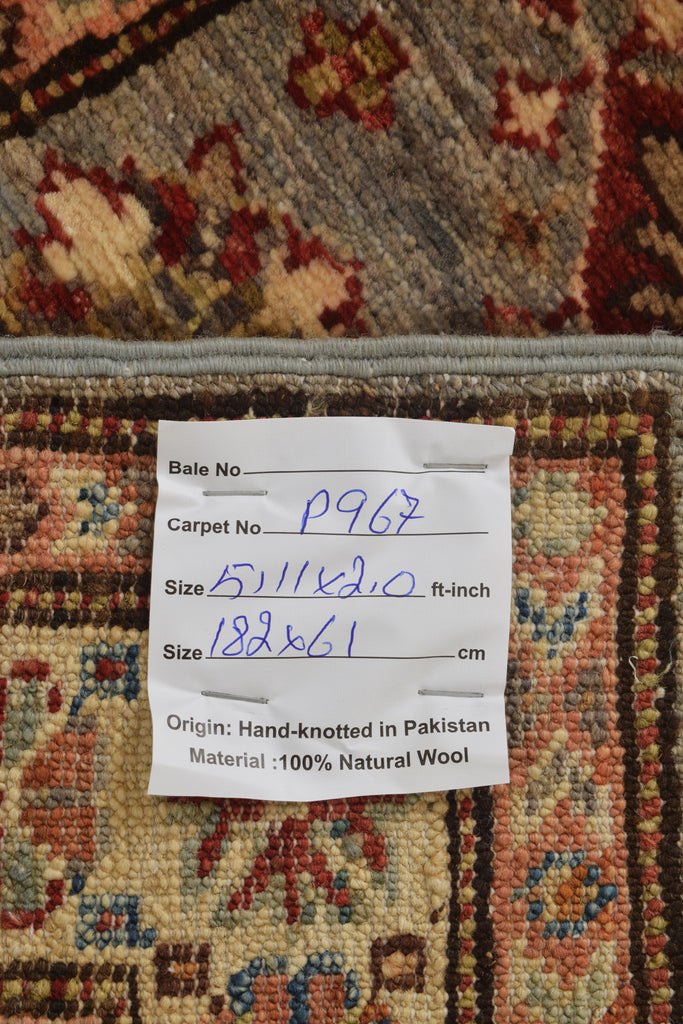 Bale No
Carpet No P967
Size 5,11x2,0 ft-inch
Size 182x61 cm
Origin: Hand-knotted in Pakistan
Material :100% Natural Wool